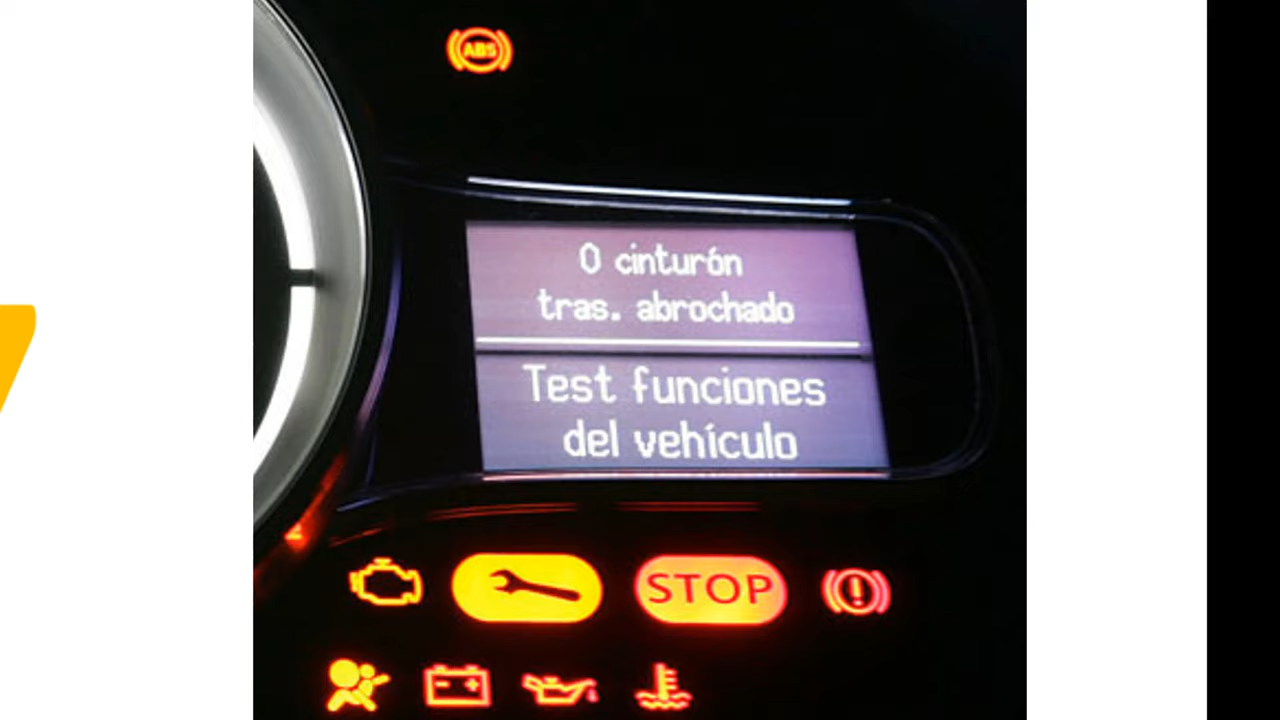 ABS
0 cinturón
tras. abrochado
Test funciones
del vehículo
STOP